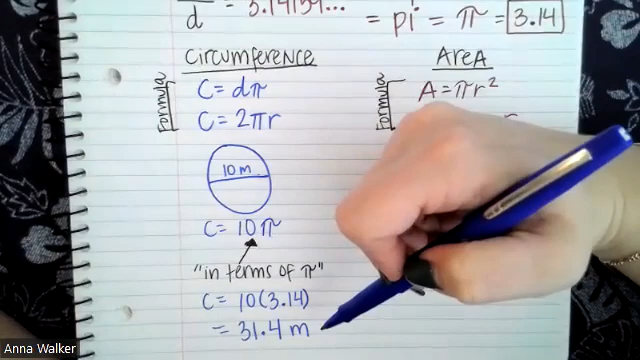 d = 3.14159... = pi = π = 3.14
Circumference
Formula
C = dπ
C = 2πr
10 m
C = 10π
"in terms of π"
C = 10(3.14)
= 31.4 m
AreA
Formula
A = πr²
r
Anna Walker